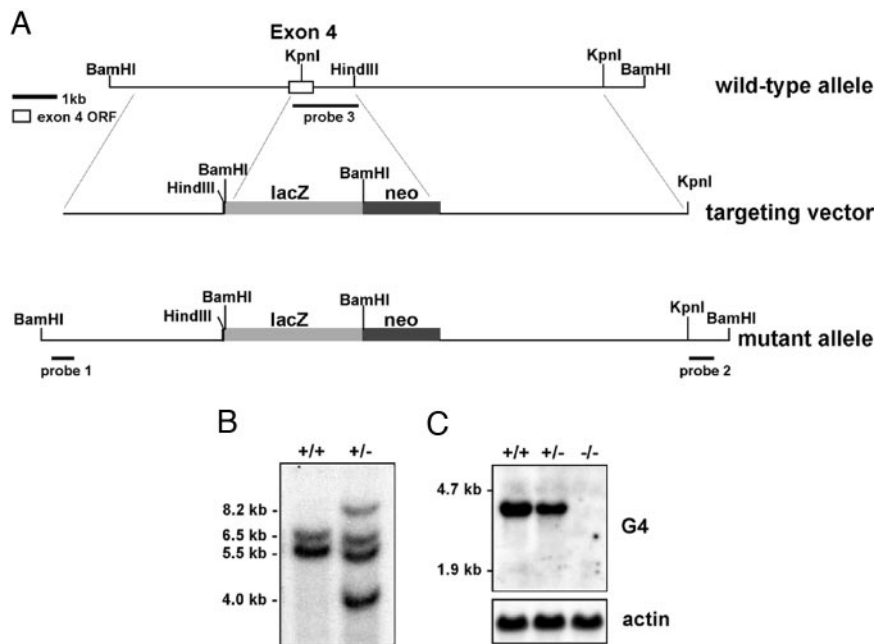 A
Exon 4
KpnI
BamHI
HindIII
KpnI
BamHI
wild-type allele
1kb
exon 4 ORF
probe 3
BamHI
HindIII
lacZ
BamHI
neo
KpnI
targeting vector
BamHI
HindIII
BamHI
lacZ
BamHI
neo
KpnI
BamHI
mutant allele
probe 1
probe 2
B
+/+ +/-
8.2 kb -
6.5 kb -
5.5 kb -
4.0 kb -
C
+/+ +/- -/-
4.7 kb -
G4
1.9 kb -
actin